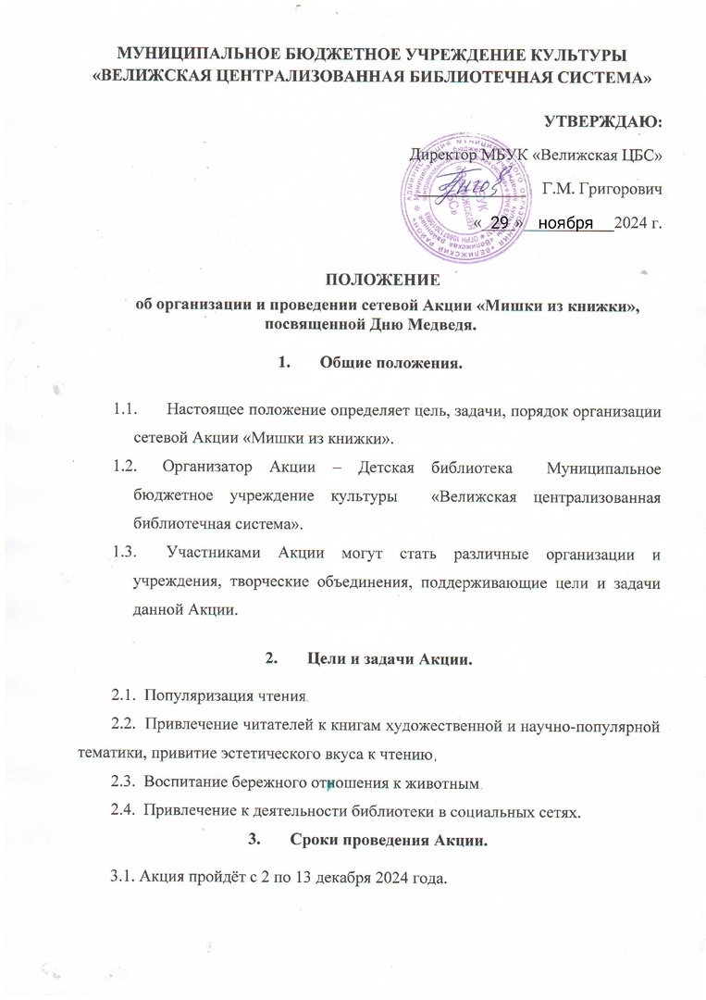 МУНИЦИПАЛЬНОЕ БЮДЖЕТНОЕ УЧРЕЖДЕНИЕ КУЛЬТУРЫ
«ВЕЛИЖСКАЯ ЦЕНТРАЛИЗОВАННАЯ БИБЛИОТЕЧНАЯ СИСТЕМА»
УТВЕРЖДАЮ:
Директор МБУК «Велижская ЦБС»
Г.М. Григорович
« 29 » ноября 2024 г.
ПОЛОЖЕНИЕ
об организации и проведении сетевой Акции «Мишки из книжки»,
посвященной Дню Медведя.
1. Общие положения.
1.1. Настоящее положение определяет цель, задачи, порядок организации
сетевой Акции «Мишки из книжки».
1.2. Организатор Акции – Детская библиотека Муниципальное
бюджетное учреждение культуры «Велижская централизованная
библиотечная система».
1.3. Участниками Акции могут стать различные организации и
учреждения, творческие объединения, поддерживающие цели и задачи
данной Акции.
2. Цели и задачи Акции.
2.1. Популяризация чтения.
2.2. Привлечение читателей к книгам художественной и научно-популярной
тематики, привитие эстетического вкуса к чтению,
2.3. Воспитание бережного отношения к животным.
2.4. Привлечение к деятельности библиотеки в социальных сетях.
3. Сроки проведения Акции.
3.1. Акция пройдёт с 2 по 13 декабря 2024 года.